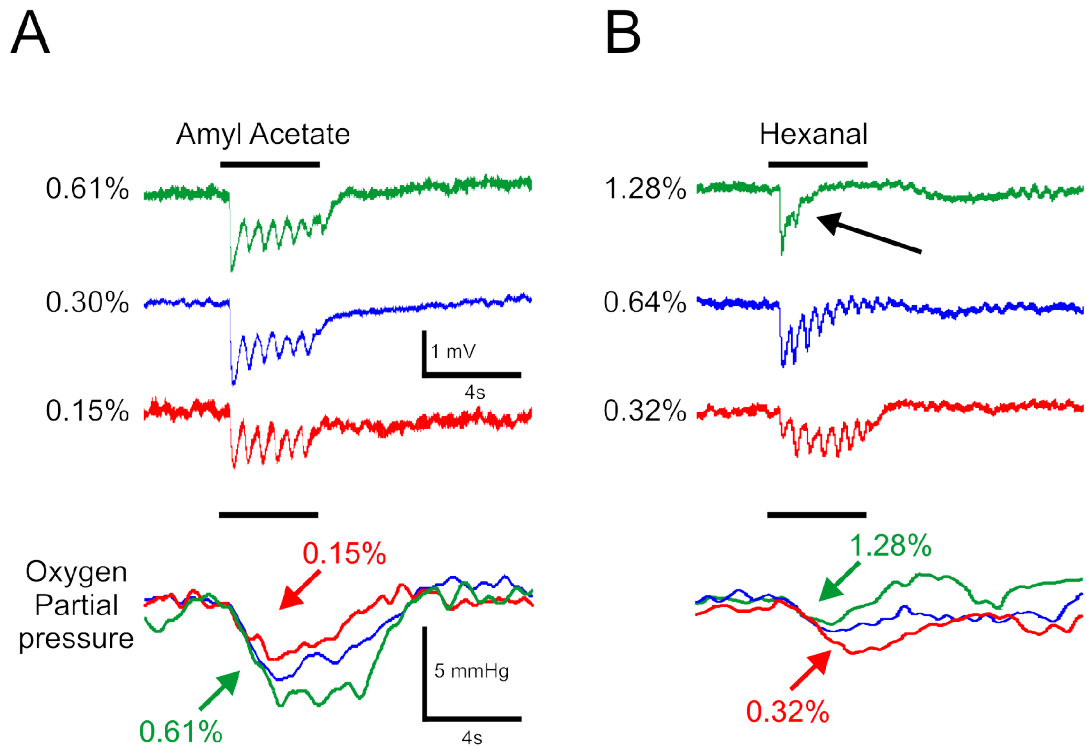 A
B
Amyl Acetate
Hexanal
0.61%
1.28%
0.30%
0.64%
1 mV
4s
0.15%
0.32%
0.15%
1.28%
Oxygen
Partial
pressure
5 mmHg
0.61%
0.32%
4s